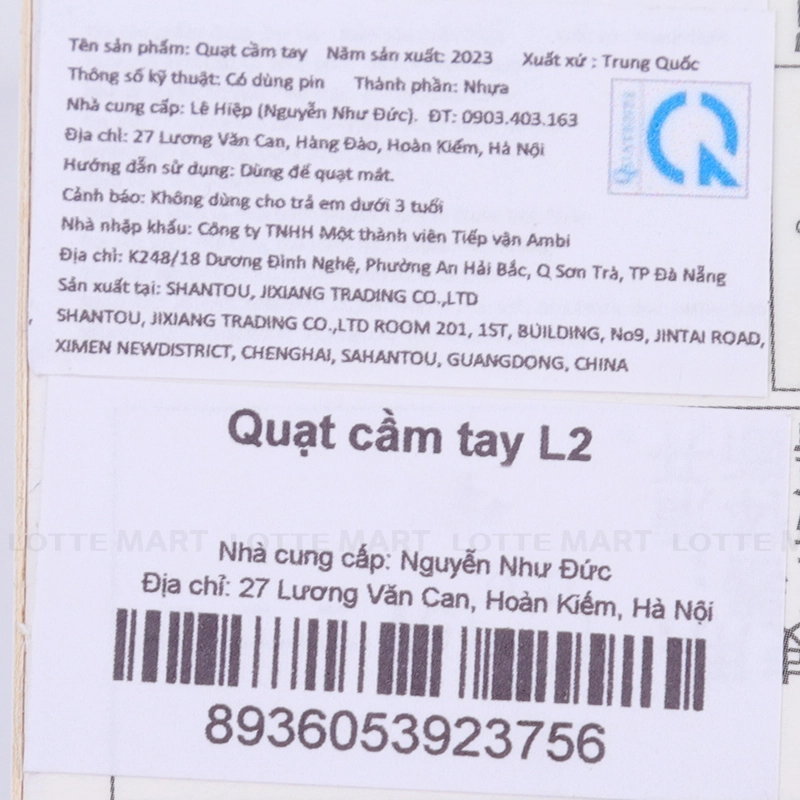 Tên sản phẩm: Quạt cầm tay Năm sản xuất: 2023 Xuất xứ : Trung Quốc
Thông số kỹ thuật: Có dùng pin Thành phần: Nhựa
Nhà cung cấp: Lê Hiệp (Nguyễn Như Đức). ĐT: 0903.403.163
Địa chỉ: 27 Lương Văn Can, Hàng Đào, Hoàn Kiếm, Hà Nội
Hướng dẫn sử dụng: Dùng để quạt mát.
Cảnh báo: Không dùng cho trẻ em dưới 3 tuổi
Nhà nhập khẩu: Công ty TNHH Một thành viên Tiếp vận Ambi
Địa chỉ: K248/18 Dương Đình Nghệ, Phường An Hải Bắc, Q Sơn Trà, TP Đà Nẵng
Sản xuất tại: SHANTOU, JIXIANG TRADING CO.,LTD
SHANTOU, JIXIANG TRADING CO.,LTD ROOM 201, 1ST, BUILDING, No9, JINTAI ROAD,
XIMEN NEWDISTRICT, CHENGHAI, SAHANTOU, GUANGDONG, CHINA
Quạt cầm tay L2
LOTTE MART LOTTE MART LOTTE MART LOTTE M
Nhà cung cấp: Nguyễn Như Đức
Địa chỉ: 27 Lương Văn Can, Hoàn Kiếm, Hà Nội
8936053923756